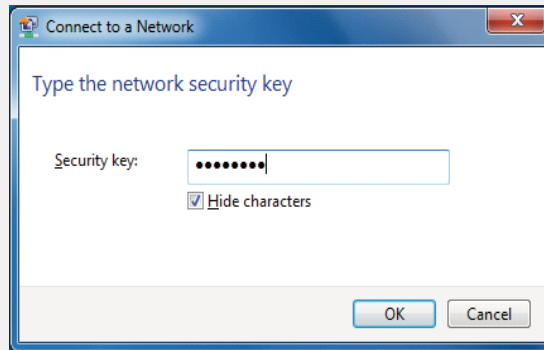 Connect to a Network
Type the network security key
Security key: ••••••••
Hide characters
OK Cancel